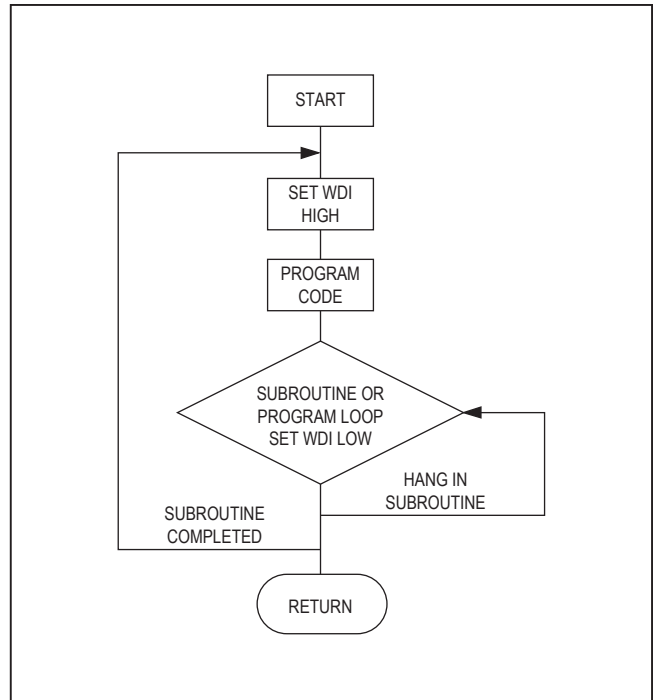 START
SET WDI
HIGH
PROGRAM
CODE
SUBROUTINE OR
PROGRAM LOOP
SET WDI LOW
HANG IN
SUBROUTINE
SUBROUTINE
COMPLETED
RETURN